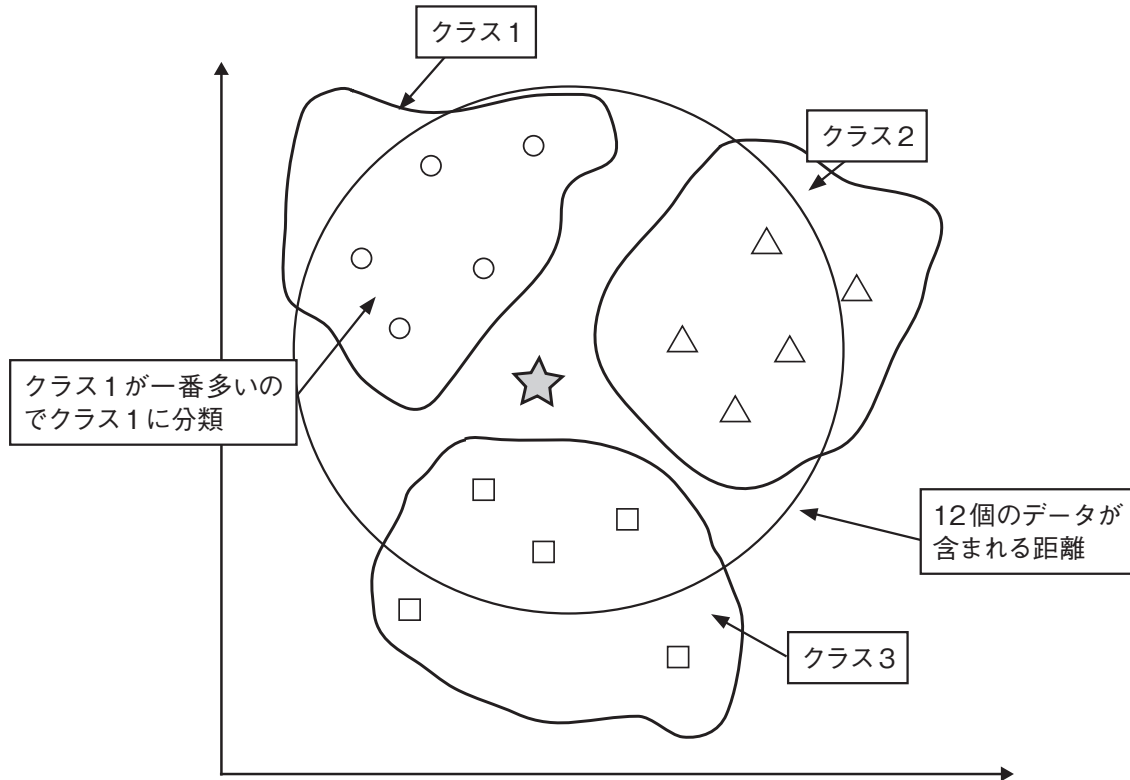 クラス1
クラス2
クラス1が一番多いの
でクラス1に分類
12個のデータが
含まれる距離
クラス3